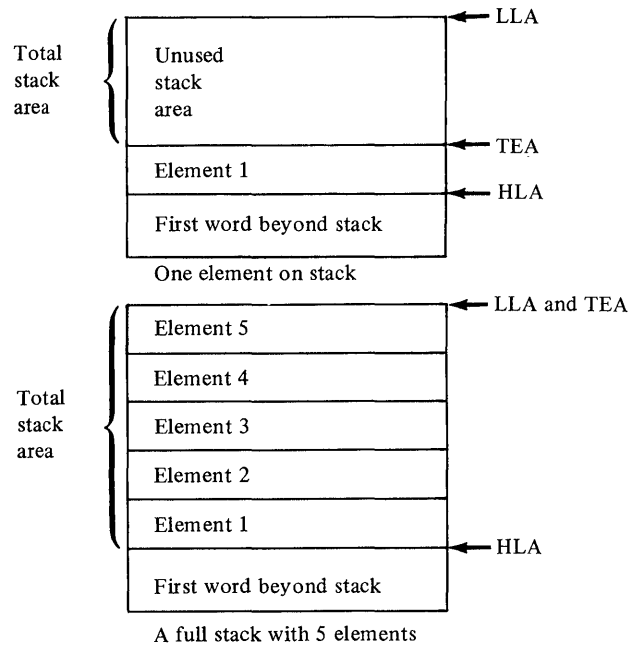 LLA
Total
stack
area
Unused
stack
area
TEA
Element 1
HLA
First word beyond stack
One element on stack
LLA and TEA
Element 5
Element 4
Total
stack
area
Element 3
Element 2
Element 1
HLA
First word beyond stack
A full stack with 5 elements